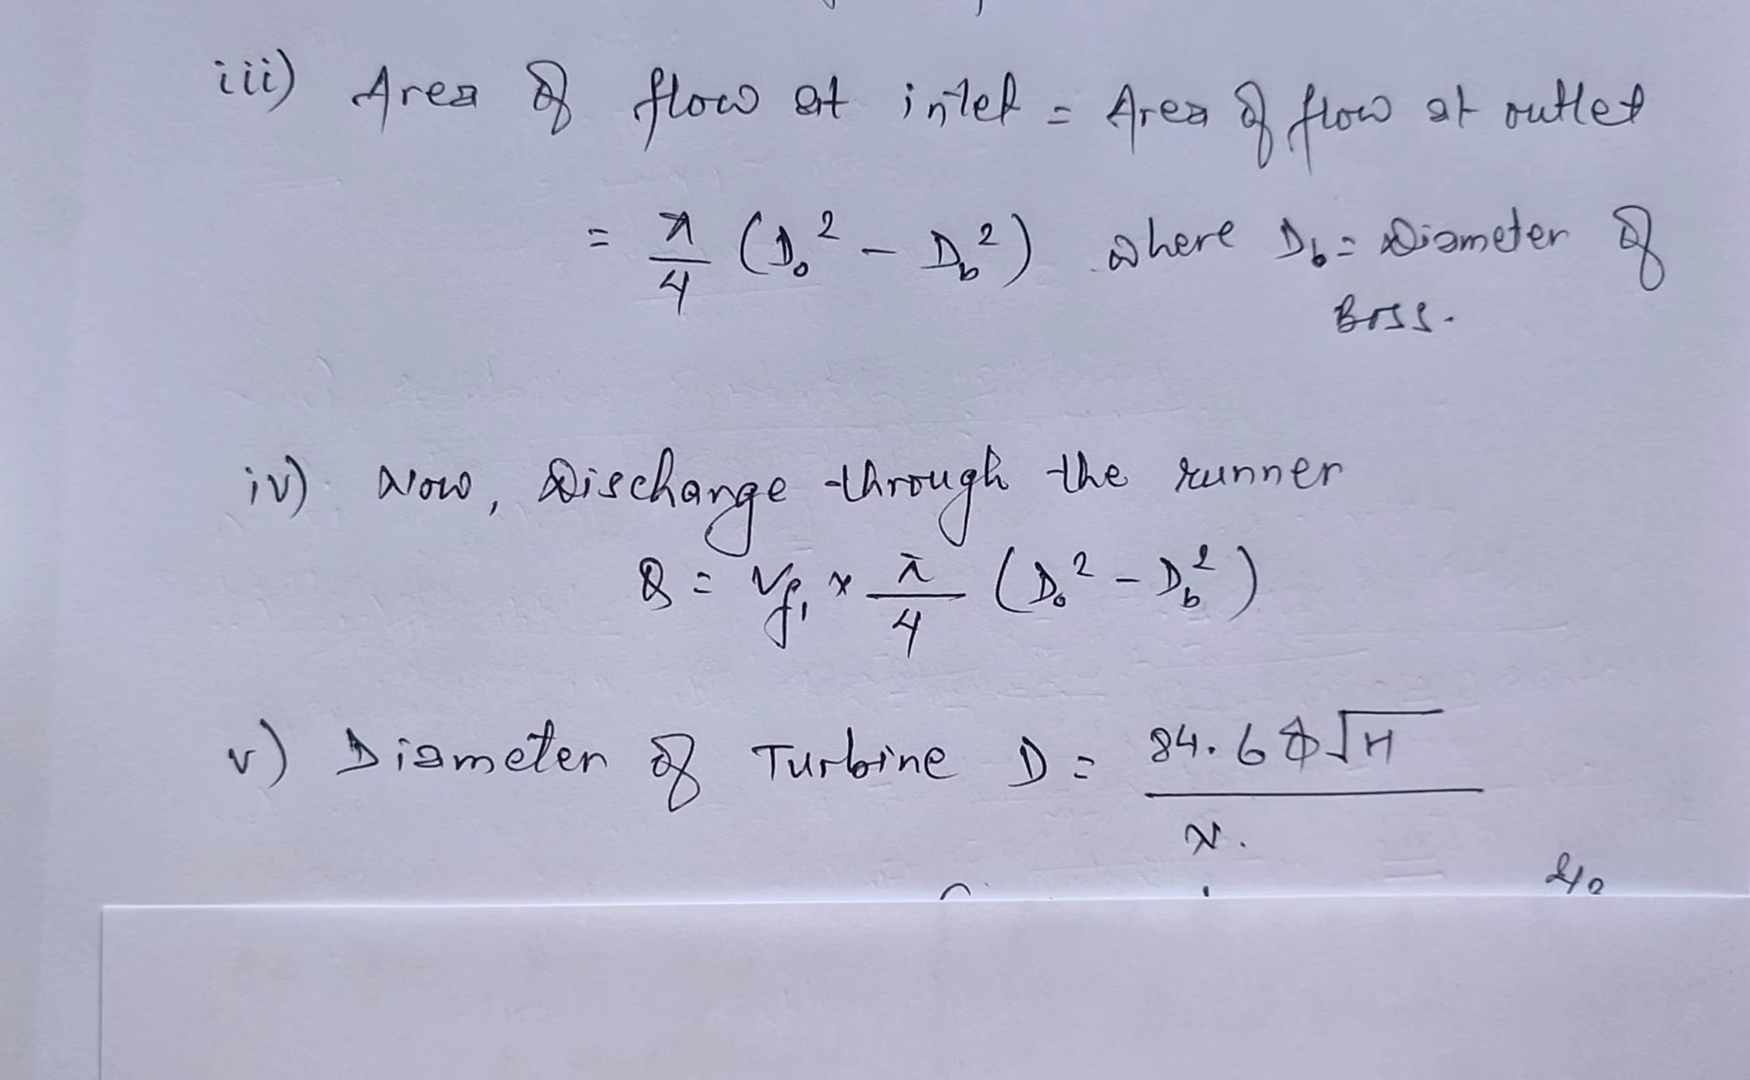 iii) Area of flow at inlet = Area of flow at outlet
= π/4 (D₀² - D_b²) where D_b = Diameter of
Boss.
iv) Now, Discharge through the runner
Q = V_f₁ × π/4 (D₀² - D_b²)
v) Diameter of Turbine D = 84.6 ϕ √H / N.